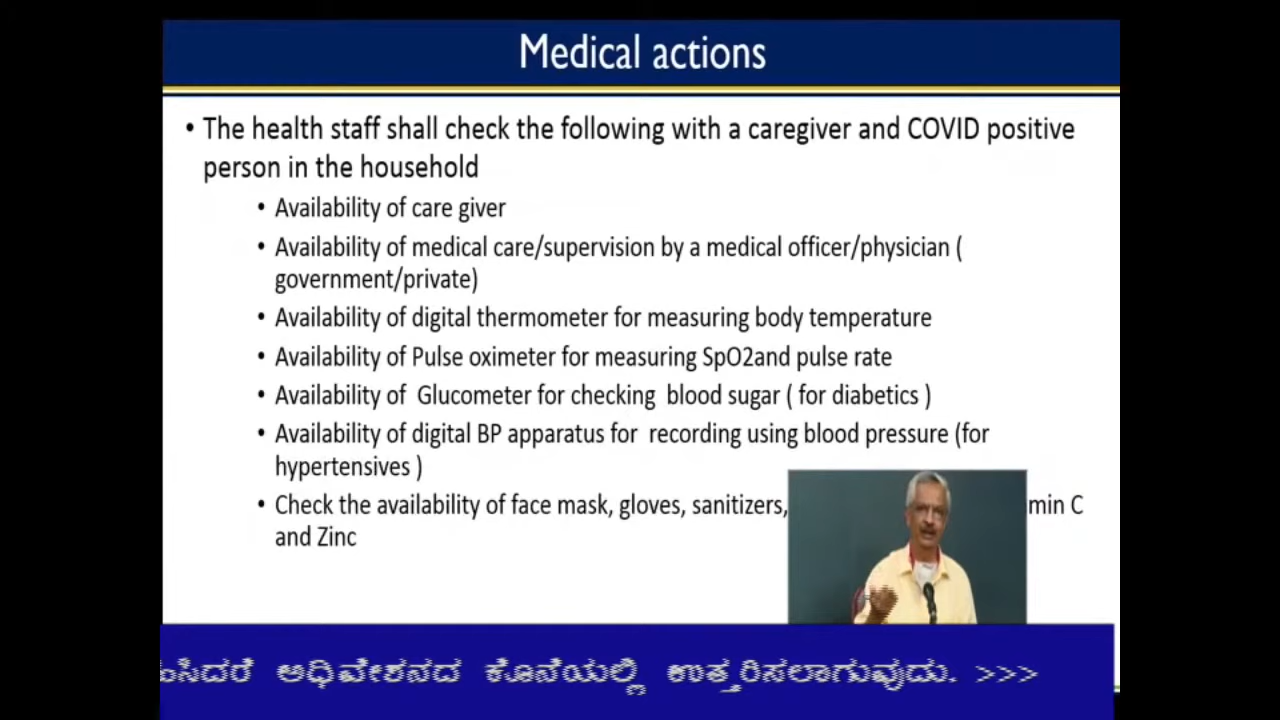 Medical actions
• The health staff shall check the following with a caregiver and COVID positive
person in the household
• Availability of care giver
• Availability of medical care/supervision by a medical officer/physician (
government/private)
• Availability of digital thermometer for measuring body temperature
• Availability of Pulse oximeter for measuring SpO2and pulse rate
• Availability of Glucometer for checking blood sugar ( for diabetics )
• Availability of digital BP apparatus for recording using blood pressure (for
hypertensives )
• Check the availability of face mask, gloves, sanitizers, min C
and Zinc
ಅಧಿವೇಶನದ ಕೊನೆಯಲ್ಲಿ ಉತ್ತರಿಸಲಾಗುವುದು. >>>